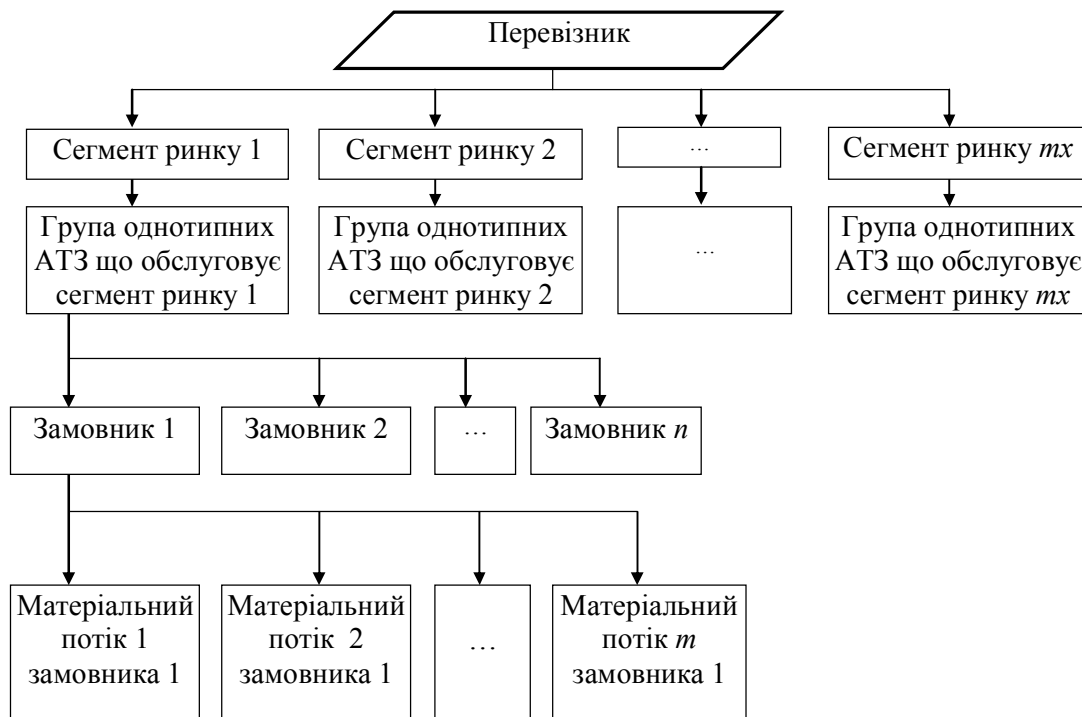 Перевізник
Сегмент ринку 1
Сегмент ринку 2
...
Сегмент ринку mx
Група однотипних
АТЗ що обслуговує
сегмент ринку 1
Група однотипних
АТЗ що обслуговує
сегмент ринку 2
...
Група однотипних
АТЗ що обслуговує
сегмент ринку mx
Замовник 1
Замовник 2
...
Замовник n
Матеріальний
потік 1
замовника 1
Матеріальний
потік 2
замовника 1
...
Матеріальний
потік m
замовника 1